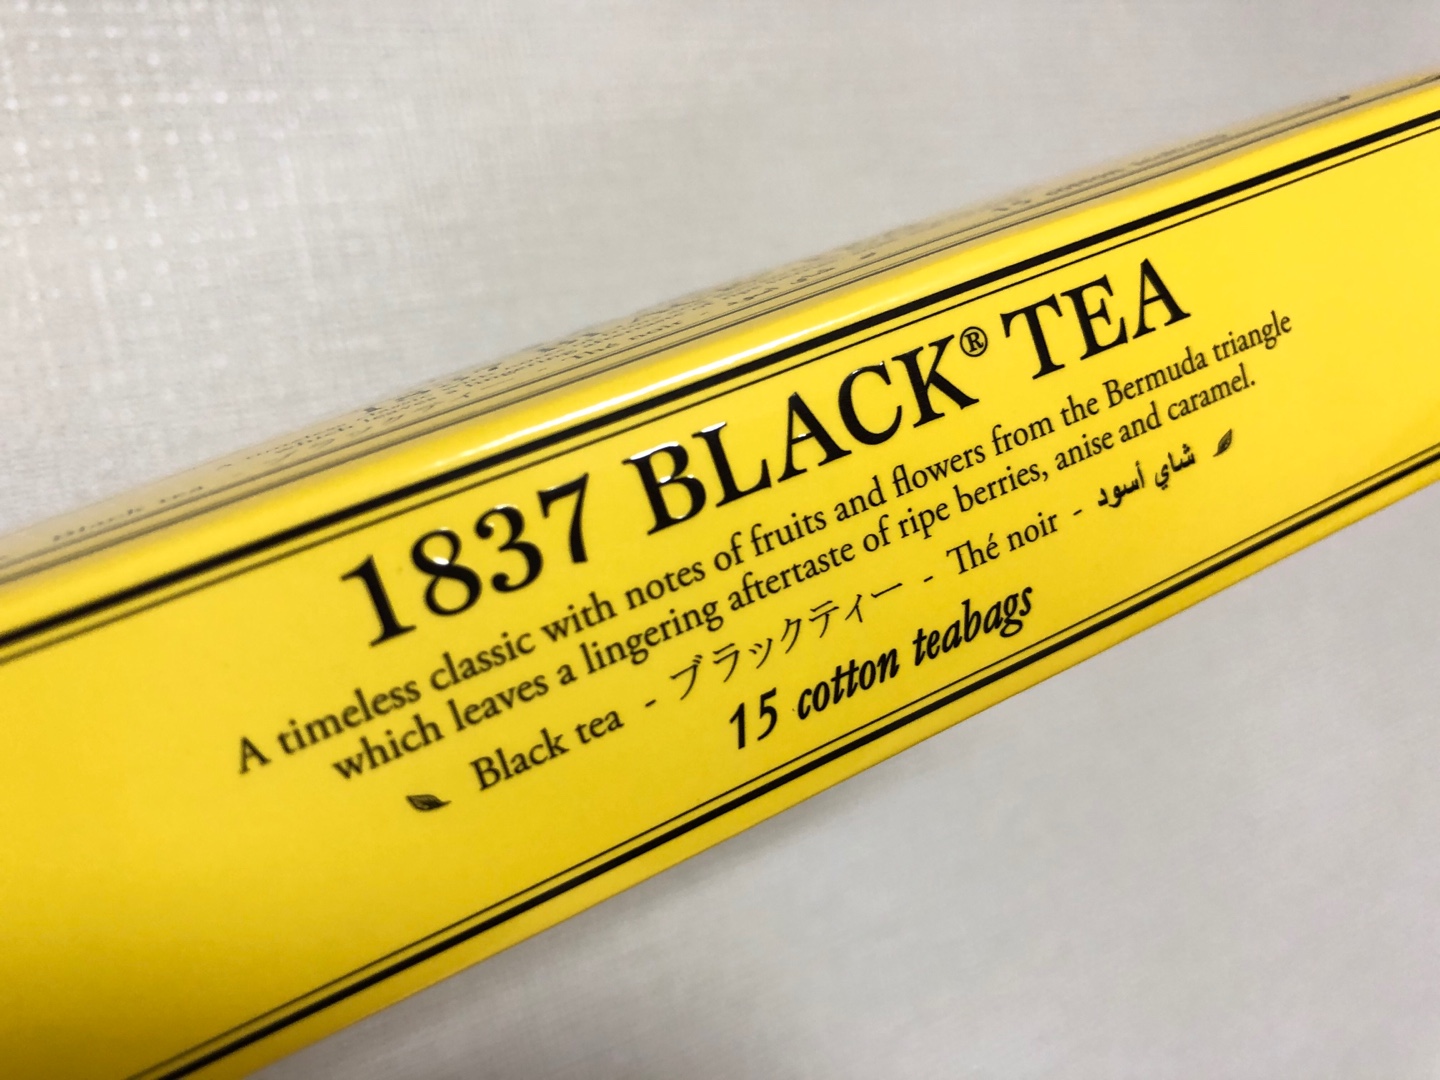 1837 BLACK® TEA
A timeless classic with notes of fruits and flowers from the Bermuda triangle
which leaves a lingering aftertaste of ripe berries, anise and caramel.
Black tea - ブラックティー - Thé noir - شاي أسود
15 cotton teabags